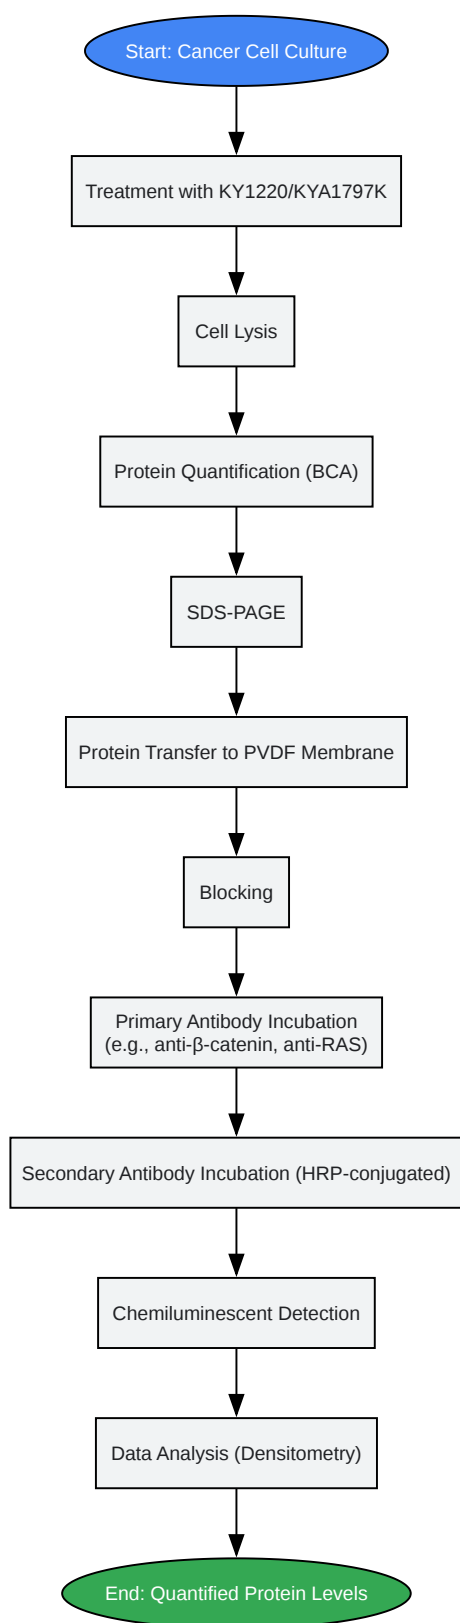 Start: Cancer Cell Culture
Treatment with KY1220/KYA1797K
Cell Lysis
Protein Quantification (BCA)
SDS-PAGE
Protein Transfer to PVDF Membrane
Blocking
Primary Antibody Incubation
(e.g., anti-β-catenin, anti-RAS)
Secondary Antibody Incubation (HRP-conjugated)
Chemiluminescent Detection
Data Analysis (Densitometry)
End: Quantified Protein Levels